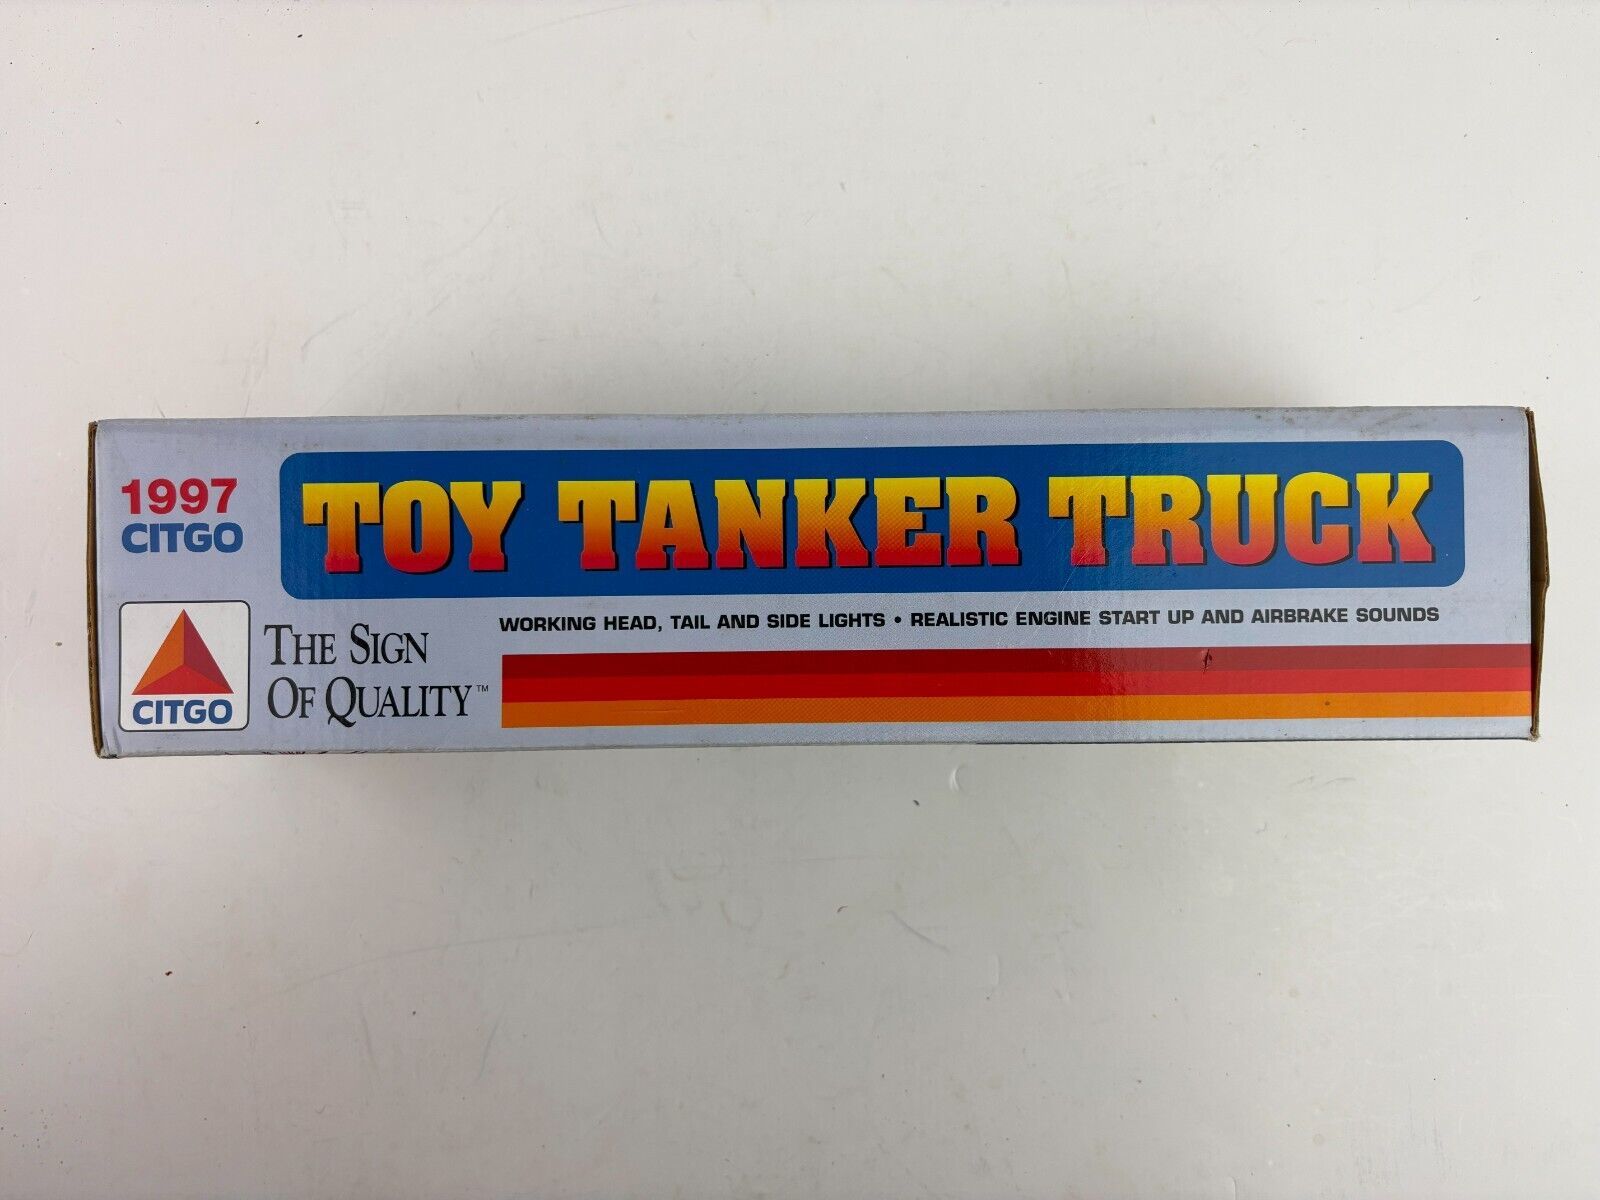 1997
CITGO
TOY TANKER TRUCK
WORKING HEAD, TAIL AND SIDE LIGHTS • REALISTIC ENGINE START UP AND AIRBRAKE SOUNDS
CITGO
THE SIGN
OF QUALITY™